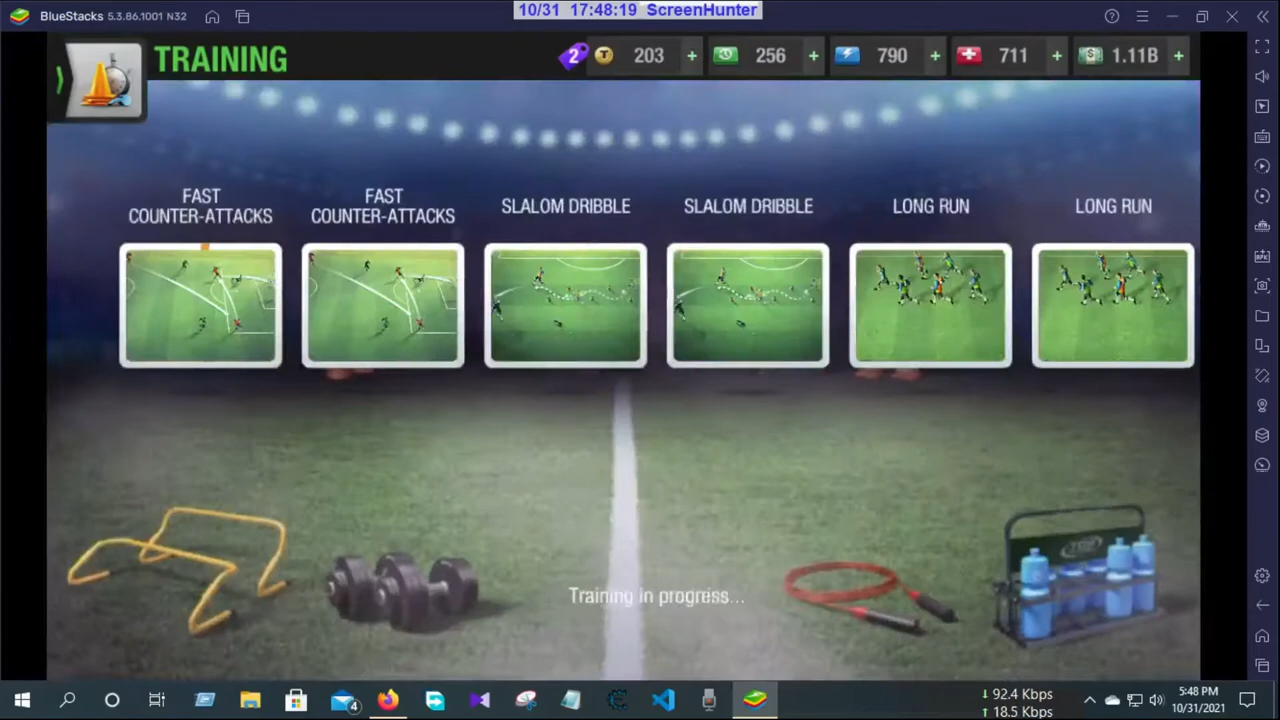 10/31 17:48:19 ScreenHunter
BlueStacks 5.3.86.1001 N32
TRAINING
2
T
203 +
256 +
790 +
711 +
1.11B +
FAST
COUNTER-ATTACKS
FAST
COUNTER-ATTACKS
SLALOM DRIBBLE
SLALOM DRIBBLE
LONG RUN
LONG RUN
Training in progress...
4
92.4 Kbps
18.5 Kbps
5:48 PM
10/31/2021